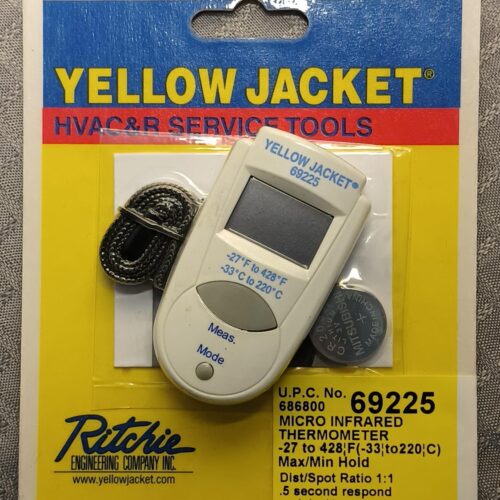 YELLOW JACKET®
HVAC&R SERVICE TOOLS
YELLOW JACKET®
69225
-27°F to 428°F
-33°C to 220°C
Meas.
Mode
MITSUBISHI
Ritchie
ENGINEERING COMPANY INC.
www.yellowjacket.com
U.P.C. No.
686800 69225
MICRO INFRARED
THERMOMETER
-27 to 428¦F(-33¦to220¦C)
Max/Min Hold
Dist/Spot Ratio 1:1
.5 second respond